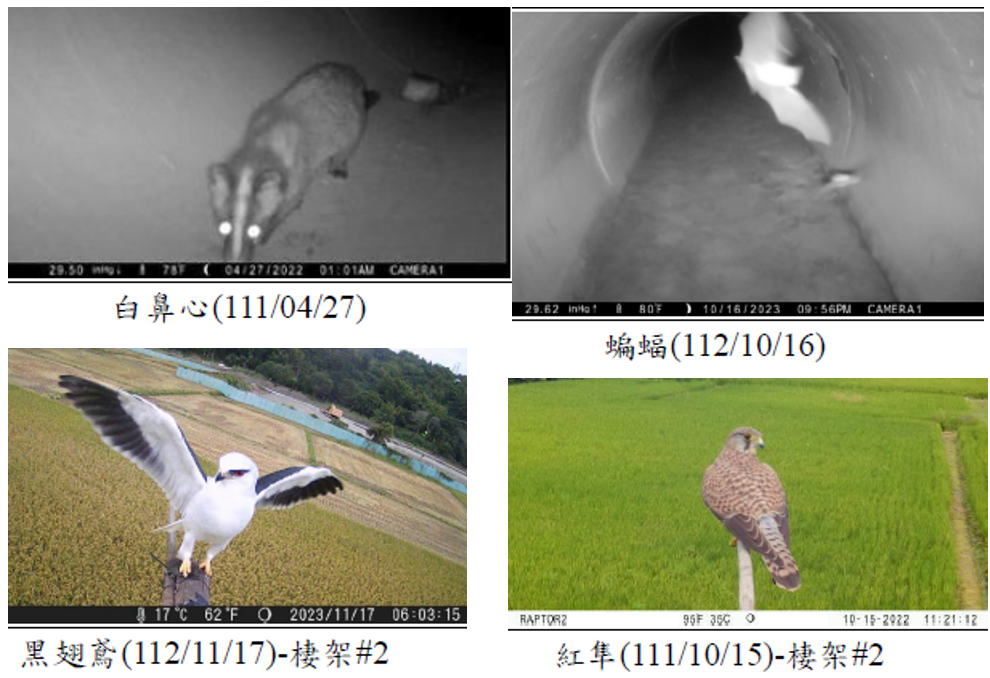 29.50 inHg↓ 78°F 04/27/2022 01:01AM CAMERA1
白鼻心(111/04/27)
29.62 inHg↑ 80°F 10/16/2023 09:56PM CAMERA1
蝙蝠(112/10/16)
17°C 62°F 2023/11/17 06:03:15
黑翅鳶(112/11/17)-棲架#2
RAPTOR2 95F 35C 10-15-2022 11:21:12
紅隼(111/10/15)-棲架#2